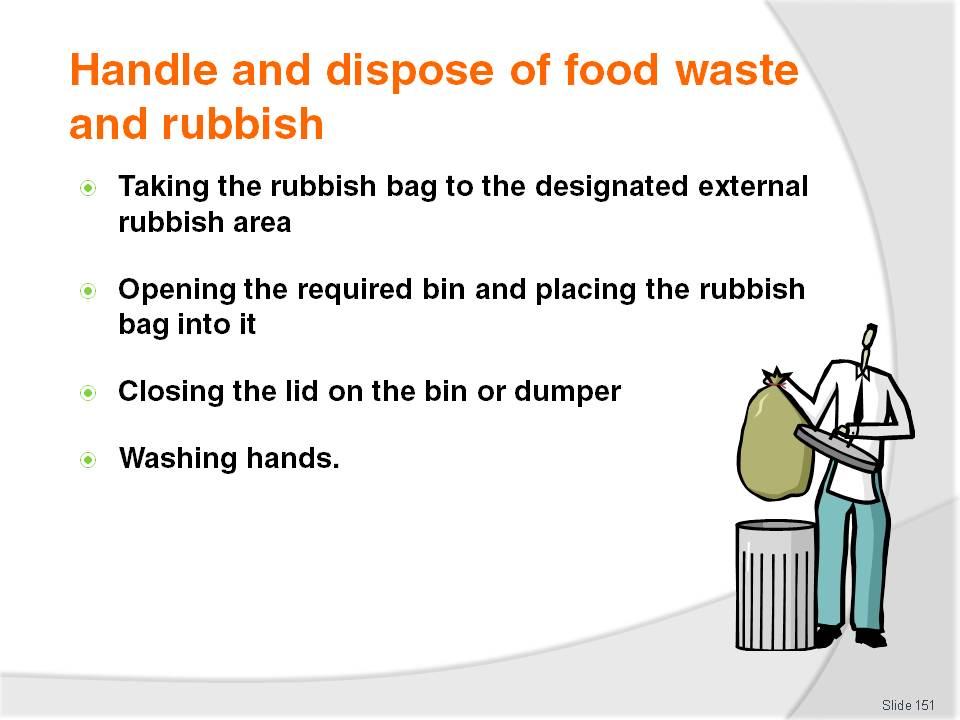 Handle and dispose of food waste
and rubbish
Taking the rubbish bag to the designated external
rubbish area
Opening the required bin and placing the rubbish
bag into it
Closing the lid on the bin or dumper
Washing hands.
Slide 151